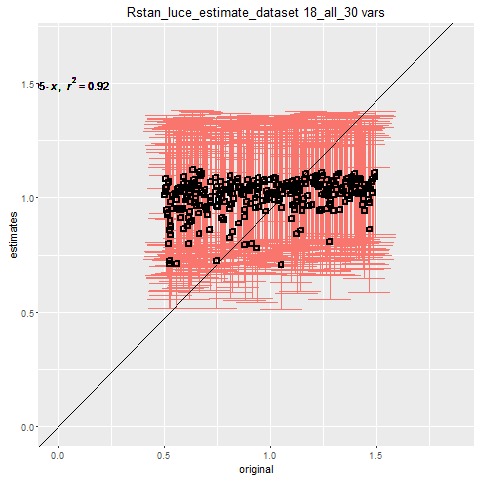 Rstan_luce_estimate_dataset 18_all_30 vars
5· x, r² = 0.92
estimates
1.5
1.0
0.5
0.0
0.0 0.5 1.0 1.5
original